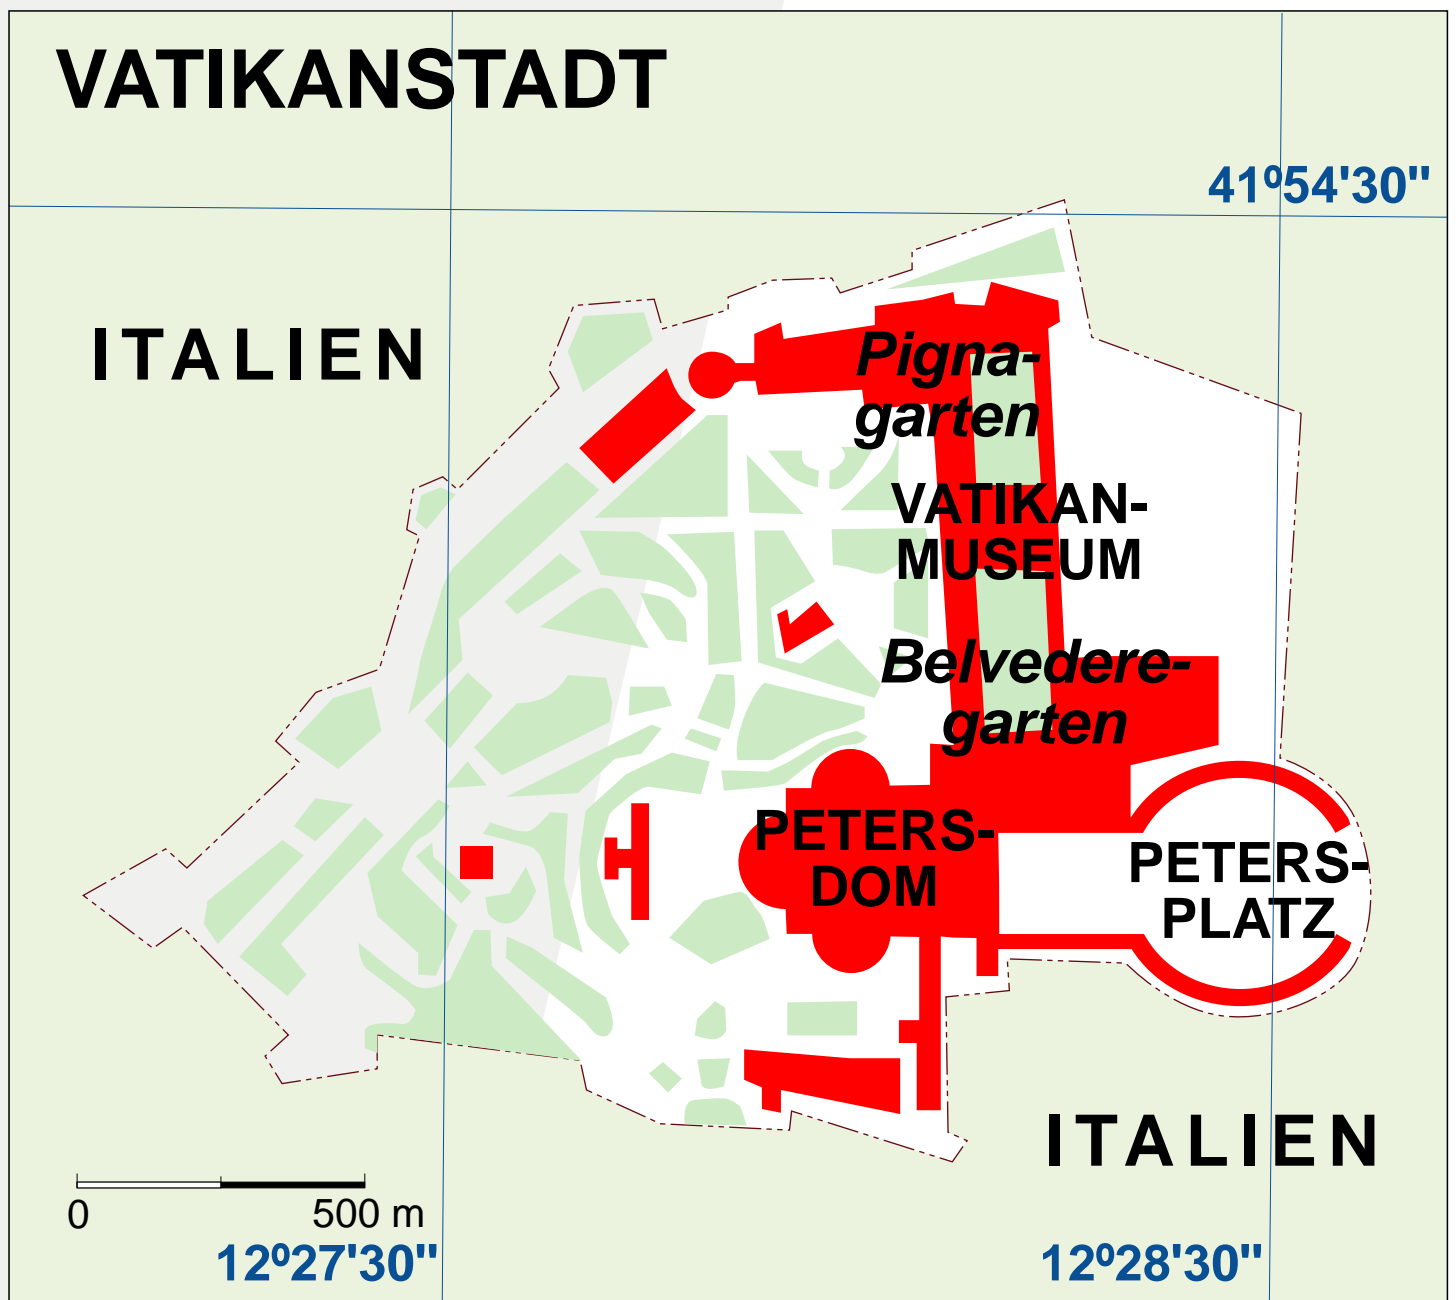 VATIKANSTADT
41º54'30"
ITALIEN
Pigna-
garten
VATIKAN-
MUSEUM
Belvedere-
garten
PETERS-
DOM
PETERS-
PLATZ
ITALIEN
0
500 m
12º27'30"
12º28'30"